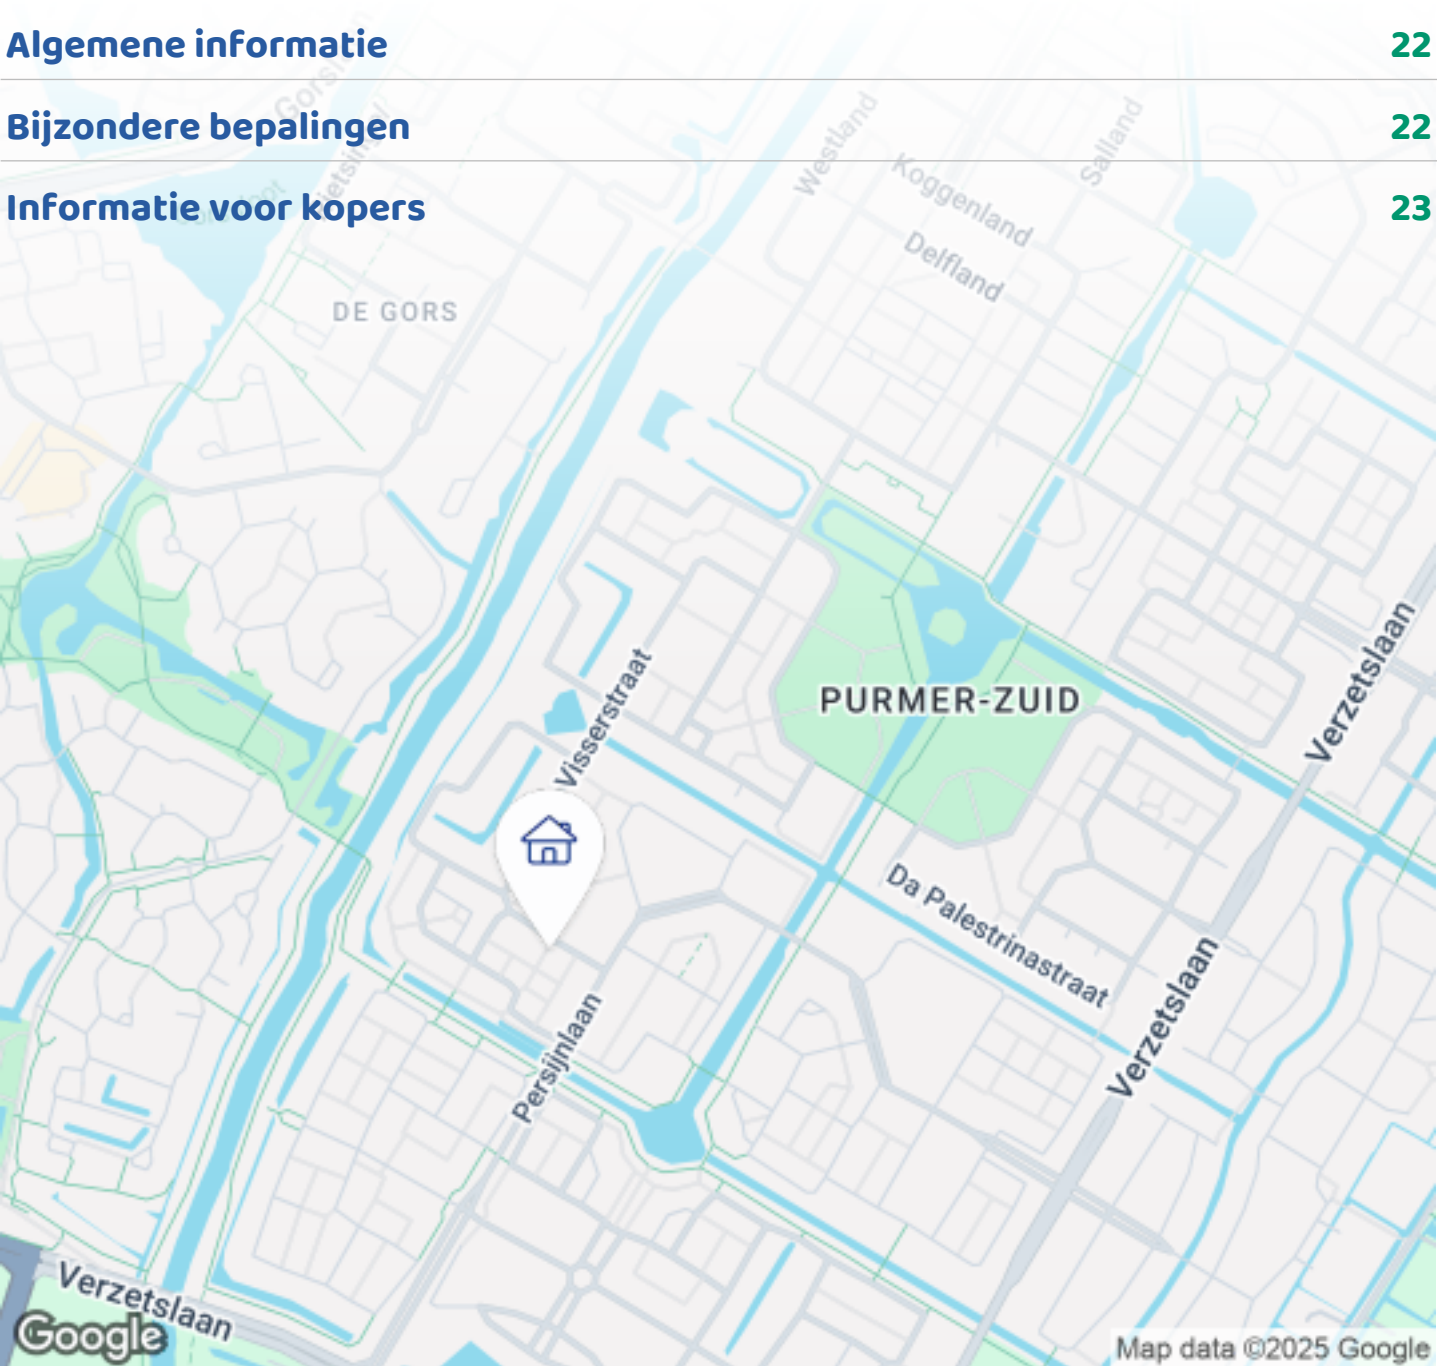 Algemene informatie 22
Bijzondere bepalingen 22
Informatie voor kopers 23
Westland
Salland
Koggenland
Delfland
DE GORS
Visserstraat
PURMER-ZUID
Verzetslaan
Da Palestrinastraat
Verzetslaan
Persijnlaan
Verzetslaan
Google
Map data ©2025 Google